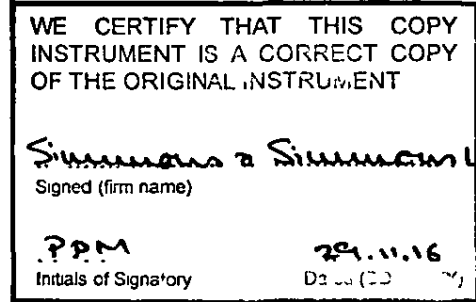 WE CERTIFY THAT THIS COPY
INSTRUMENT IS A CORRECT COPY
OF THE ORIGINAL INSTRUMENT
Simmons & Simmons L
Signed (firm name)
PPM 29.11.16
Initials of Signatory